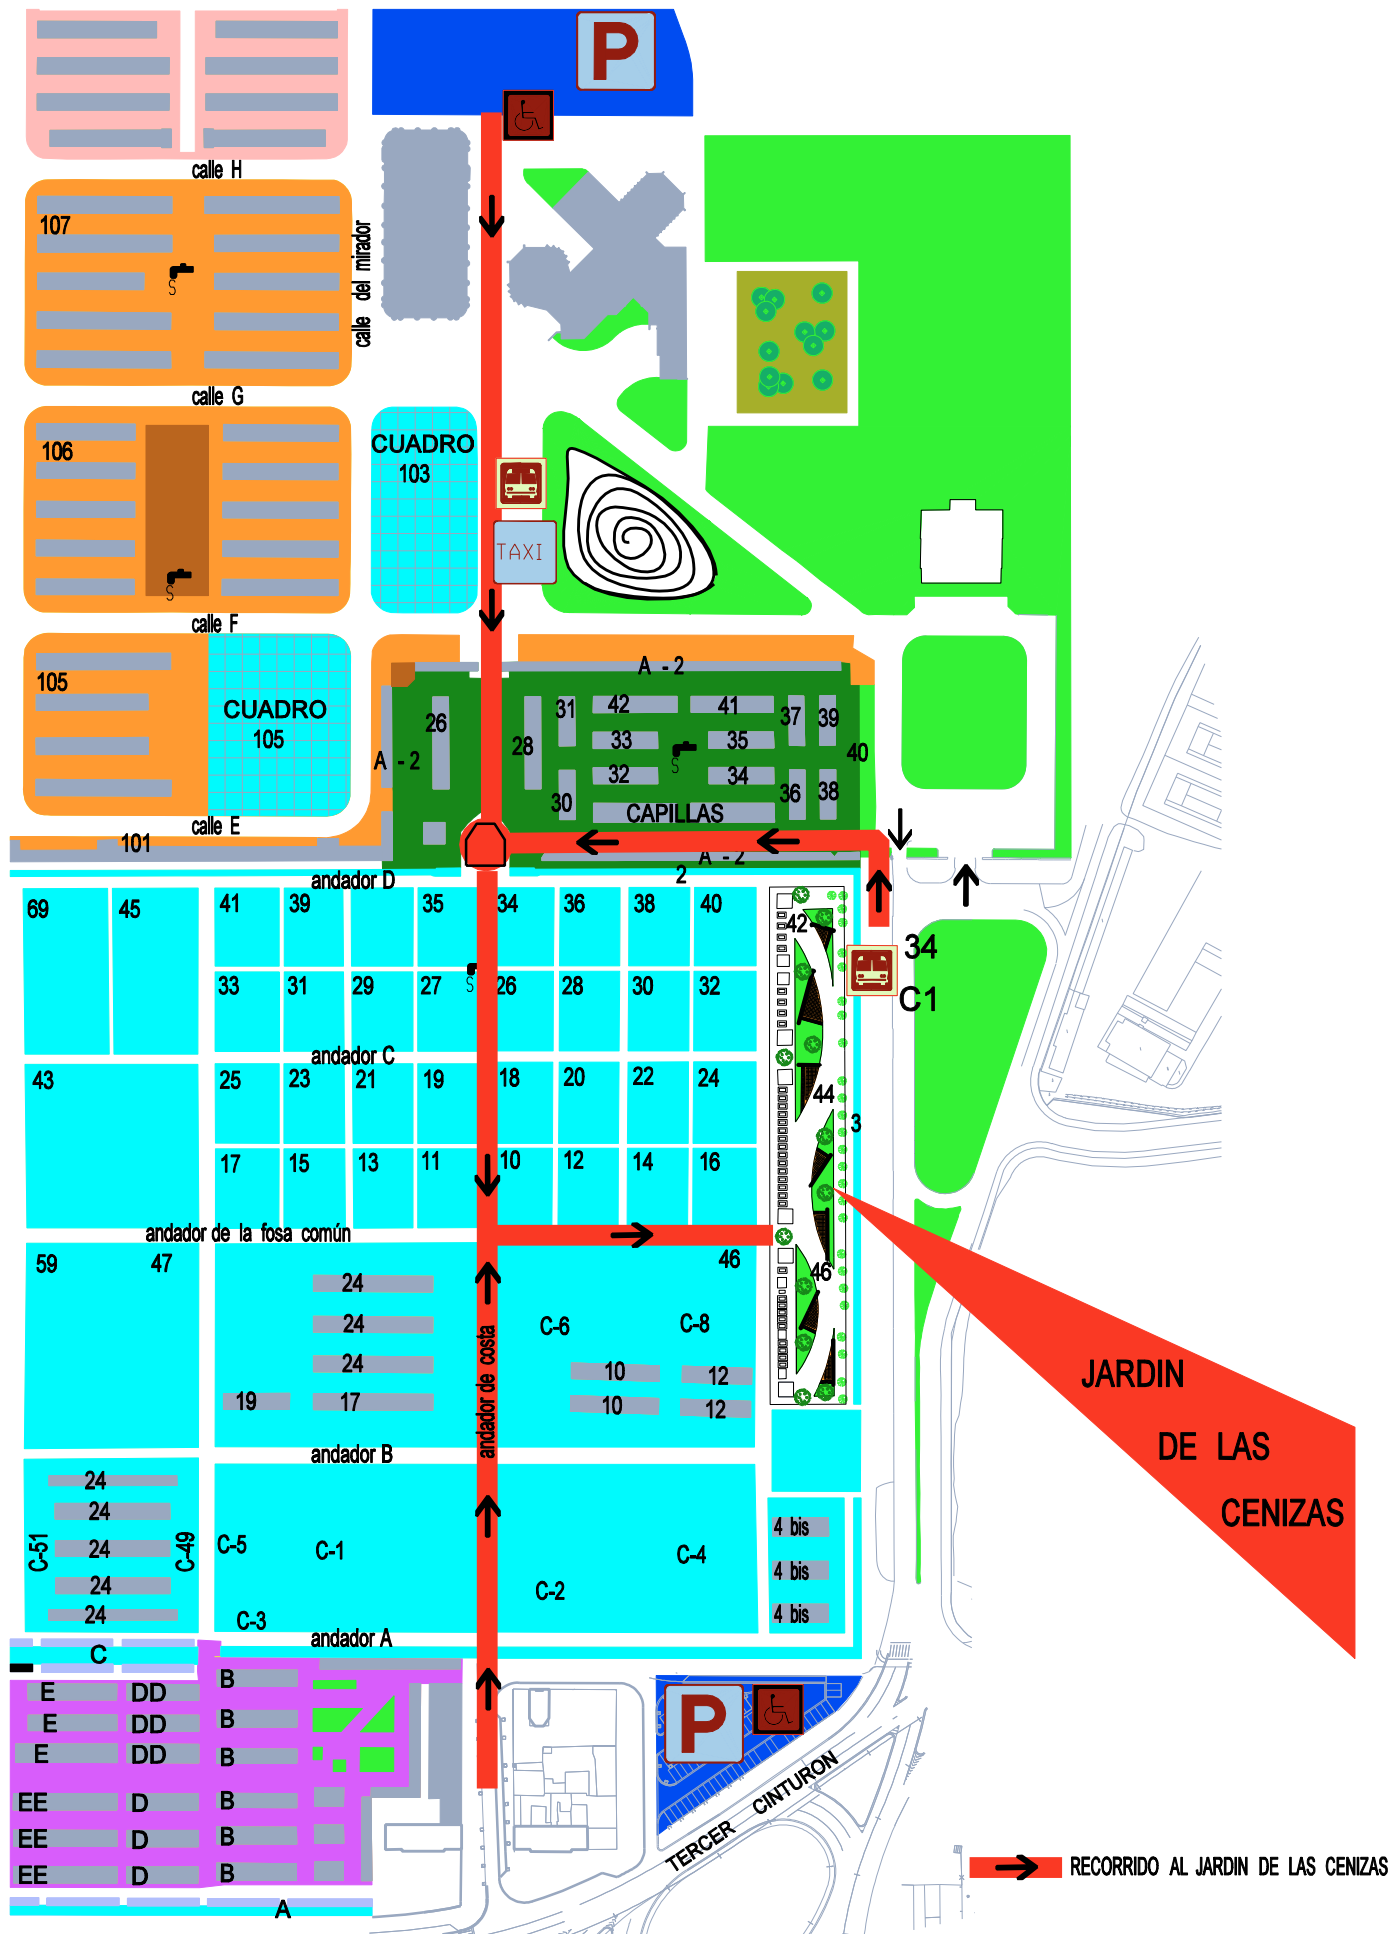 P
calle H
107
S
calle del mirador
calle G
CUADRO
103
106
S
TAXI
calle F
105
CUADRO
105
A - 2
A - 2
26
28
31
42
41
37
39
33
35
40
S
32
34
30
36
38
CAPILLAS
calle E
101
A - 2
2
andador D
69
45
41
39
35
34
36
38
40
42
34
C1
33
31
29
27
S
26
28
30
32
andador C
43
25
23
21
19
18
20
22
24
44
3
17
15
13
11
10
12
14
16
andador de la fosa común
59
47
46
46
24
24
24
19
17
C-6
C-8
10
12
10
12
andador de costa
JARDIN
DE LAS
CENIZAS
andador B
24
24
24
24
24
C-51
C-49
C-5
C-1
C-3
C-2
C-4
4 bis
4 bis
4 bis
andador A
C
E
DD
B
E
DD
B
E
DD
B
EE
D
B
EE
D
B
EE
D
B
A
P
TERCER CINTURON
RECORRIDO AL JARDIN DE LAS CENIZAS